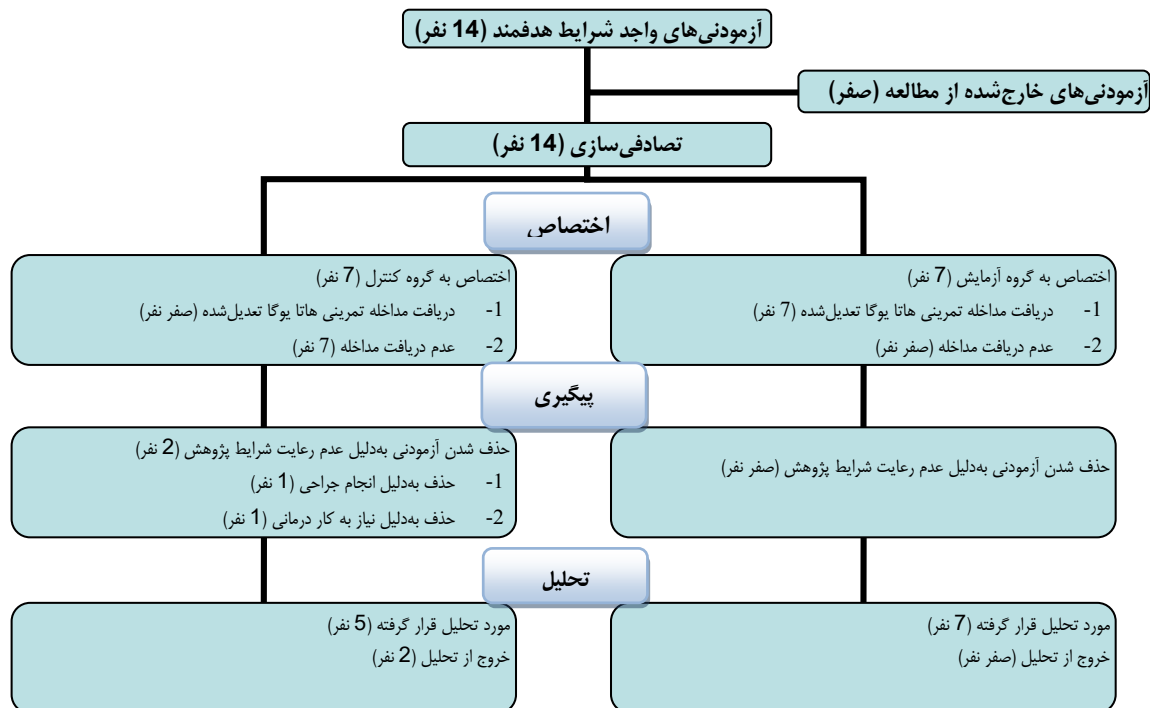 آزمودنی‌های واجد شرایط هدفمند (14 نفر)
آزمودنی‌های خارج‌شده از مطالعه (صفر)
تصادفی‌سازی (14 نفر)
اختصاص
اختصاص به گروه آزمایش (7 نفر)
1- دریافت مداخله تمرینی هاتا یوگا تعدیل‌شده (7 نفر)
2- عدم دریافت مداخله (صفر نفر)
اختصاص به گروه کنترل (7 نفر)
1- دریافت مداخله تمرینی هاتا یوگا تعدیل‌شده (صفر نفر)
2- عدم دریافت مداخله (7 نفر)
پیگیری
حذف شدن آزمودنی به‌دلیل عدم رعایت شرایط پژوهش (صفر نفر)
حذف شدن آزمودنی به‌دلیل عدم رعایت شرایط پژوهش (2 نفر)
1- حذف به‌دلیل انجام جراحی (1 نفر)
2- حذف به‌دلیل نیاز به کار درمانی (1 نفر)
تحلیل
مورد تحلیل قرار گرفته (7 نفر)
خروج از تحلیل (صفر نفر)
مورد تحلیل قرار گرفته (5 نفر)
خروج از تحلیل (2 نفر)